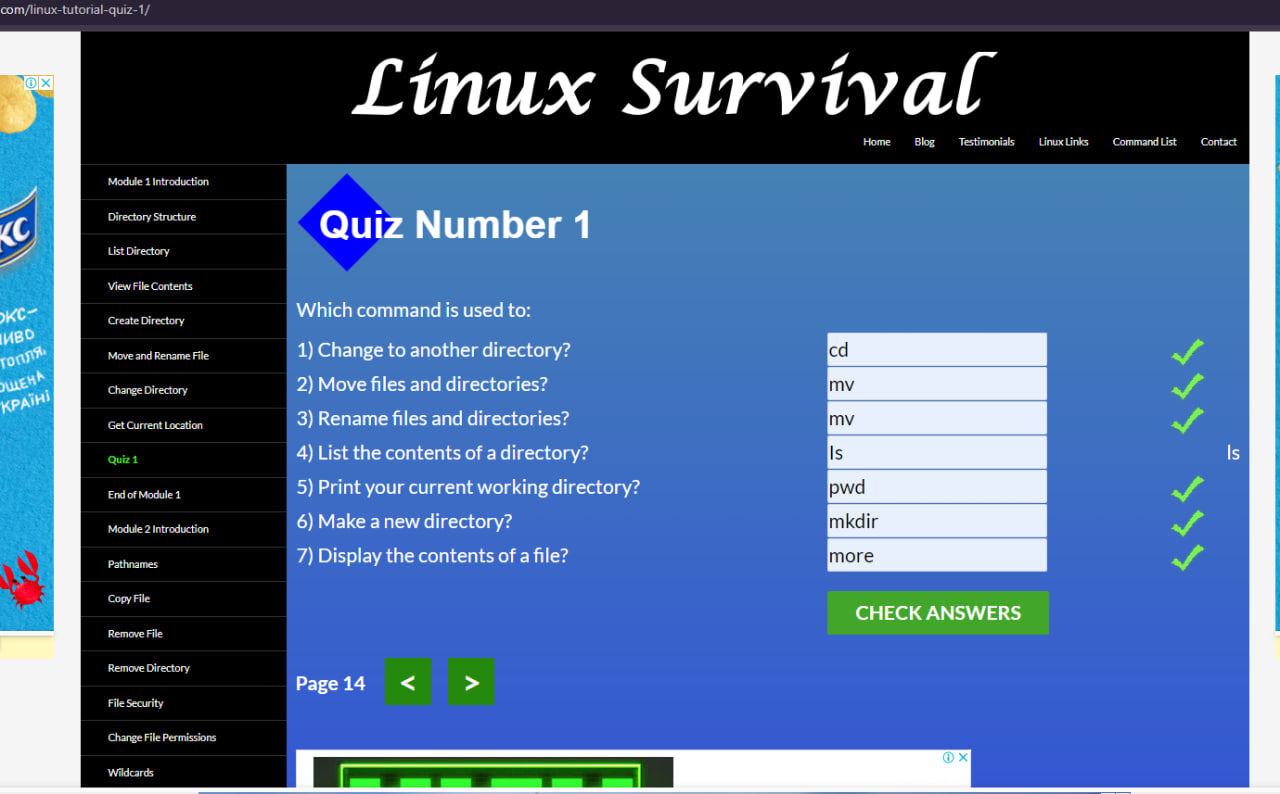 com/linux-tutorial-quiz-1/
Linux Survival
Home Blog Testimonials Linux Links Command List Contact
Module 1 Introduction
Directory Structure
List Directory
View File Contents
Create Directory
Move and Rename File
Change Directory
Get Current Location
Quiz 1
End of Module 1
Module 2 Introduction
Pathnames
Copy File
Remove File
Remove Directory
File Security
Change File Permissions
Wildcards
Quiz Number 1
Which command is used to:
1) Change to another directory? cd
2) Move files and directories? mv
3) Rename files and directories? mv
4) List the contents of a directory? ls ls
5) Print your current working directory? pwd
6) Make a new directory? mkdir
7) Display the contents of a file? more
CHECK ANSWERS
Page 14 < >